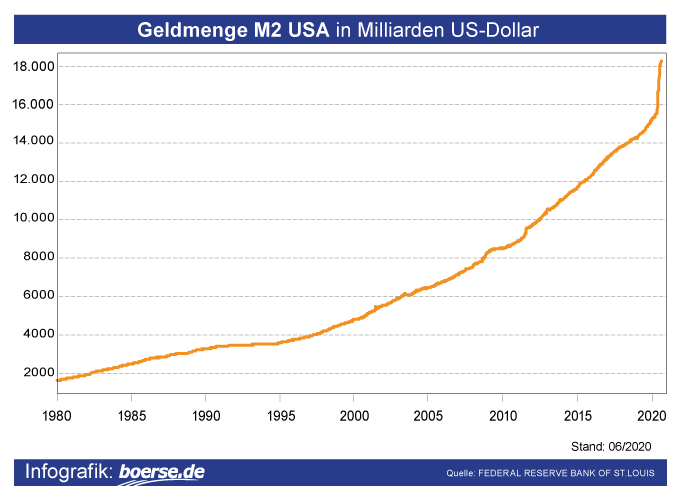 Geldmenge M2 USA in Milliarden US-Dollar
18.000
16.000
14.000
12.000
10.000
8000
6000
4000
2000
1980 1985 1990 1995 2000 2005 2010 2015 2020
Stand: 06/2020
Infografik: boerse.de
Quelle: FEDERAL RESERVE BANK OF ST.LOUIS